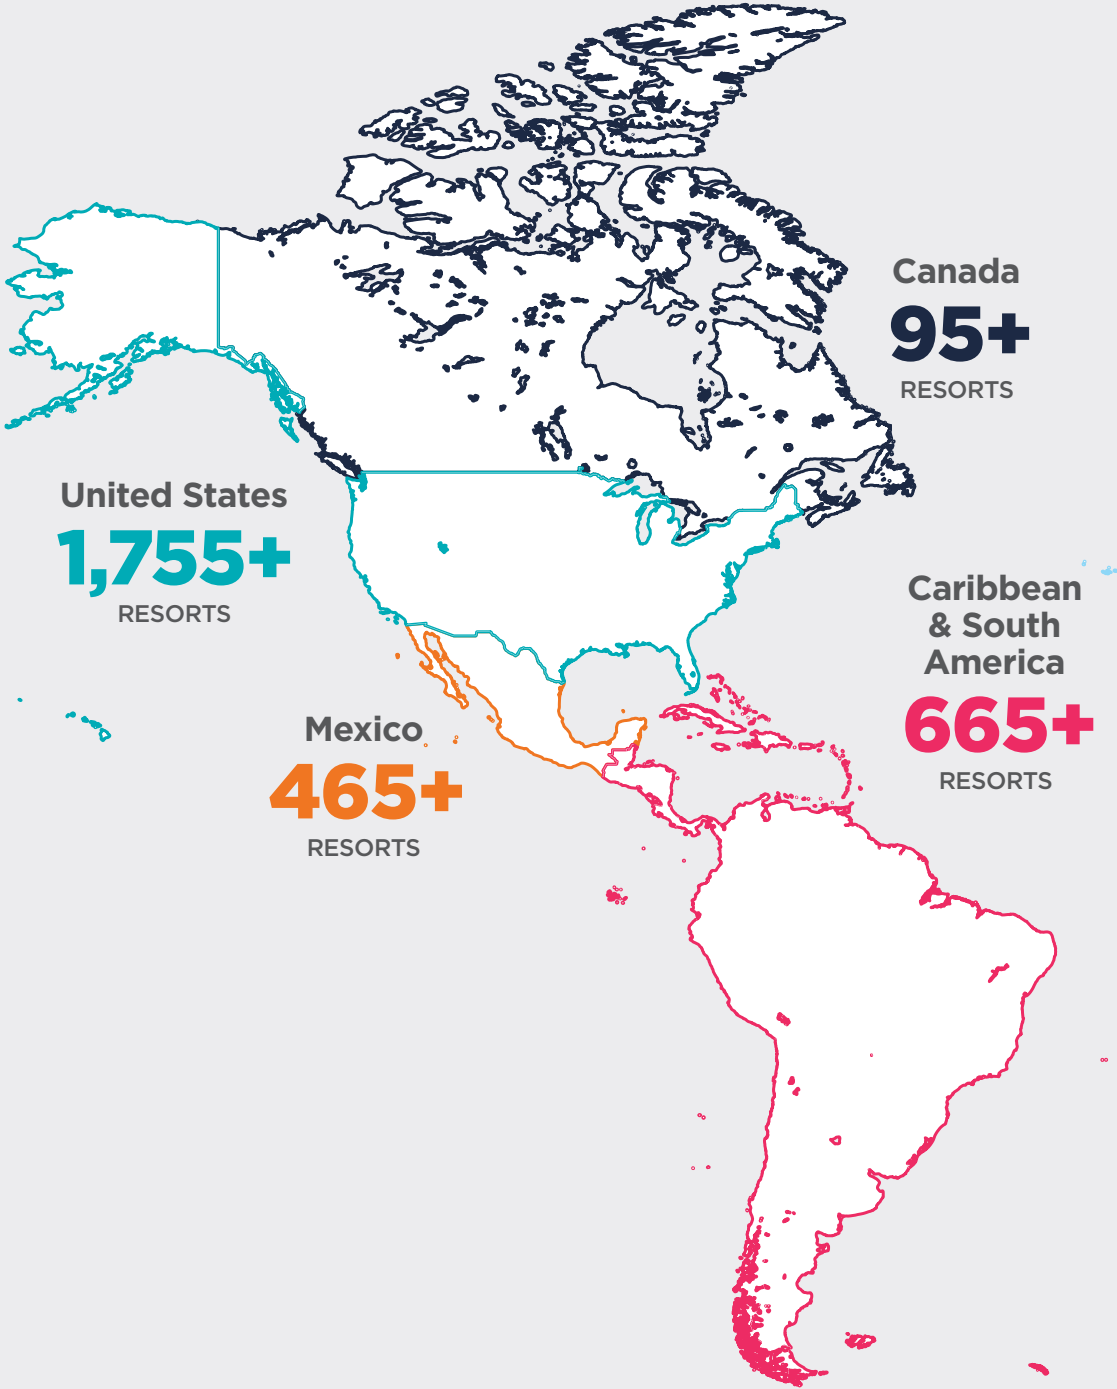 Canada
95+
RESORTS
United States
1,755+
RESORTS
Caribbean
& South
America
665+
RESORTS
Mexico
465+
RESORTS